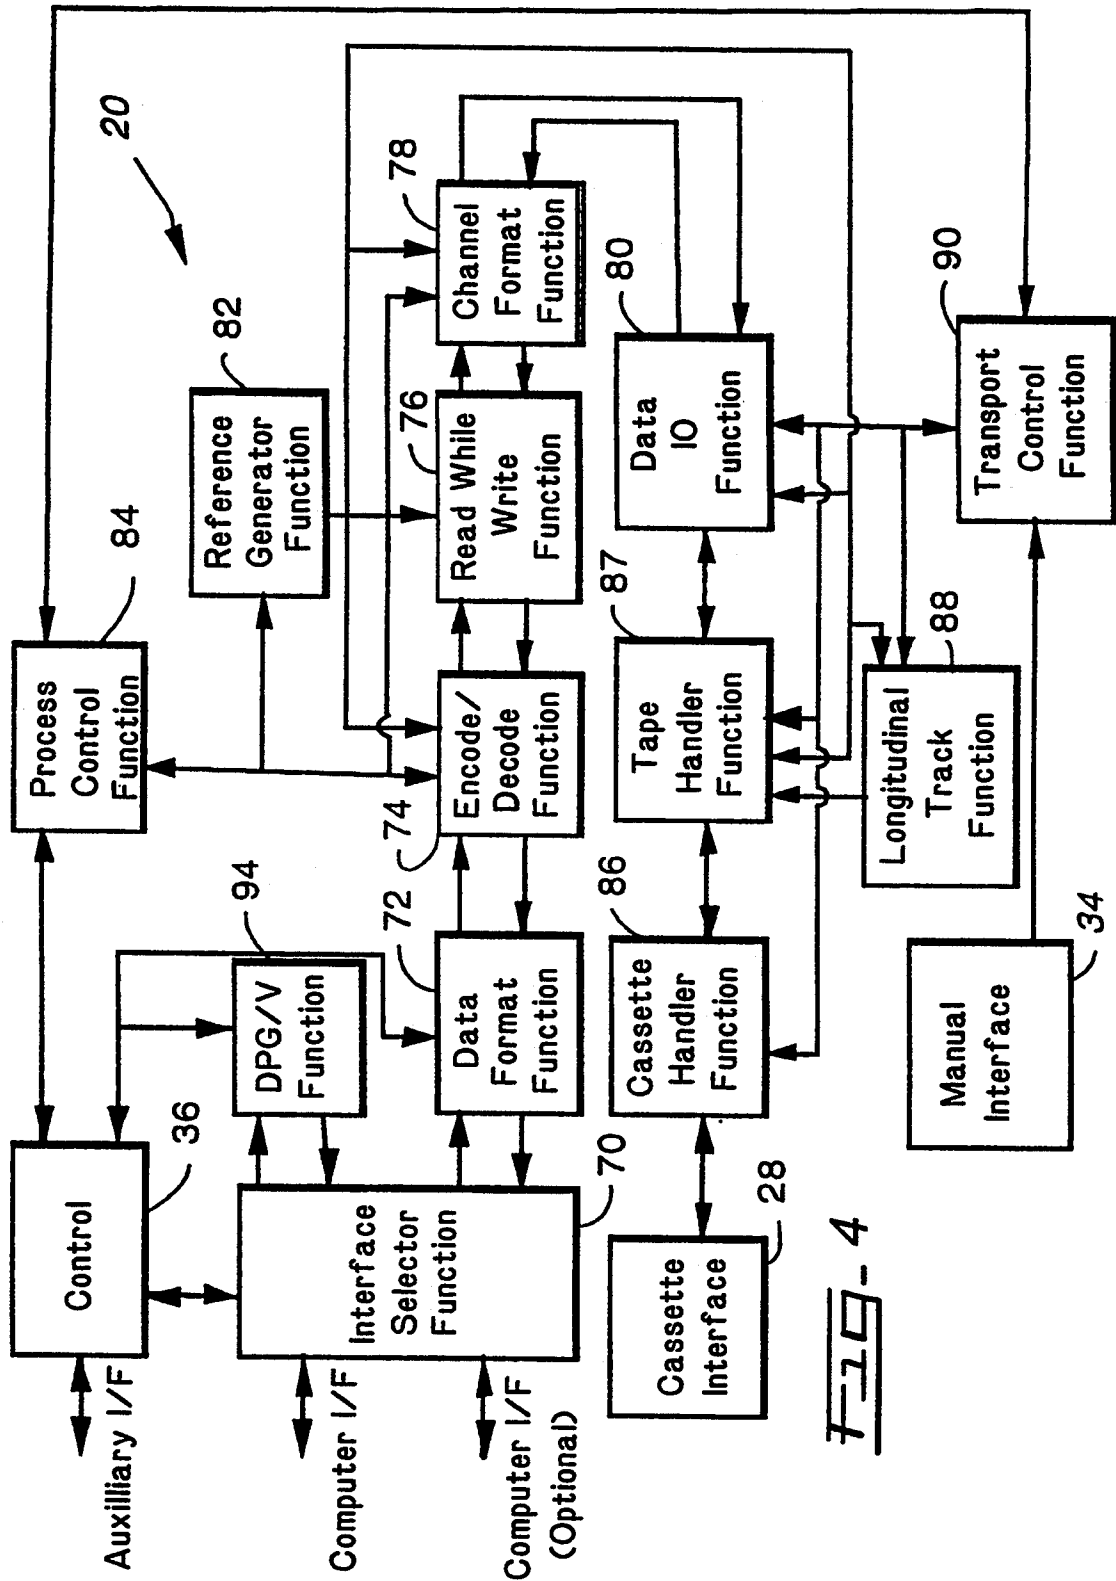 20
Control
36
Process
Control
Function
84
Reference
Generator
Function
82
DPG/V
Function
94
Auxilliary I/F
Computer I/F
Computer I/F
(Optional)
Interface
Selector
Function
70
Data
Format
Function
72
Encode/
Decode
Function
74
Read While
Write
Function
76
Channel
Format
Function
78
Cassette
Interface
28
Cassette
Handler
Function
86
Tape
Handler
Function
87
Data
IO
Function
80
Manual
Interface
34
Longitudinal
Track
Function
88
Transport
Control
Function
90
Fig-4